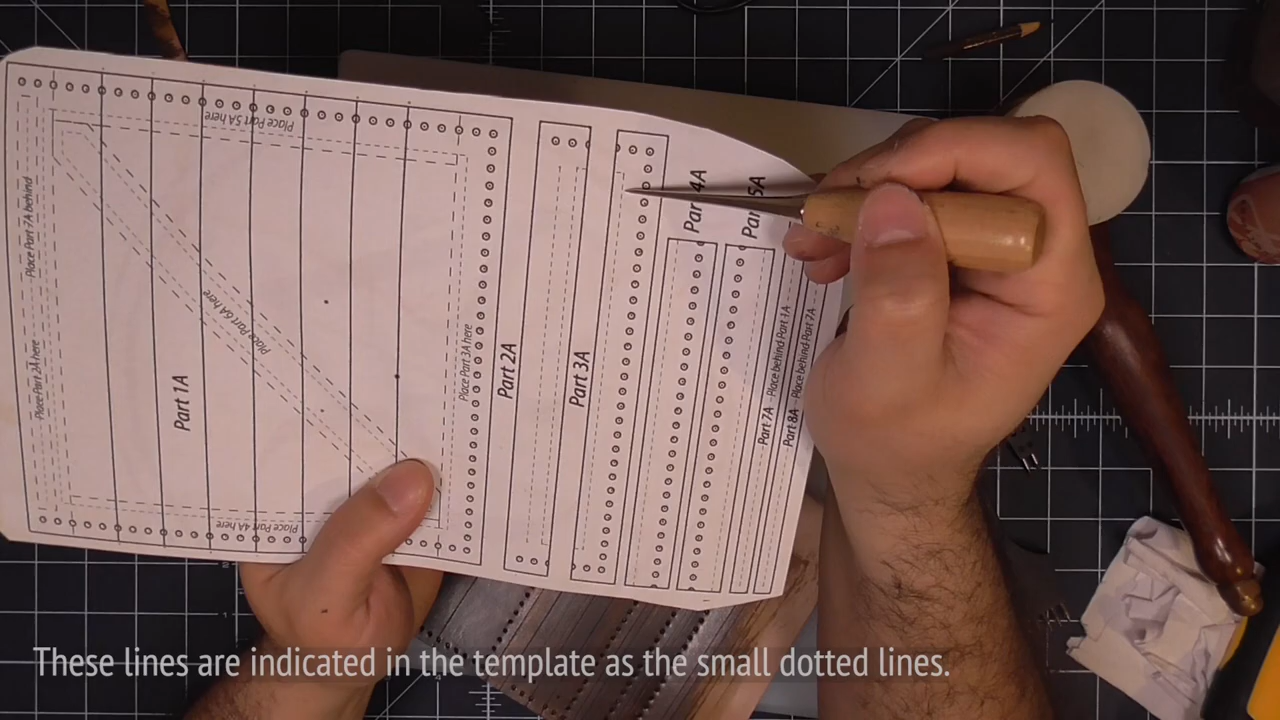 Place Part 5A here
Place Part 7A behind
Place Part 2A here
Place Part 6A here
Part 1A
Place Part 4A here
Place Part 3A here
Part 2A
Part 3A
Part 4A
Part 5A
Part 7A - Place behind Part 1A
Part 8A - Place behind Part 7A
These lines are indicated in the template as the small dotted lines.